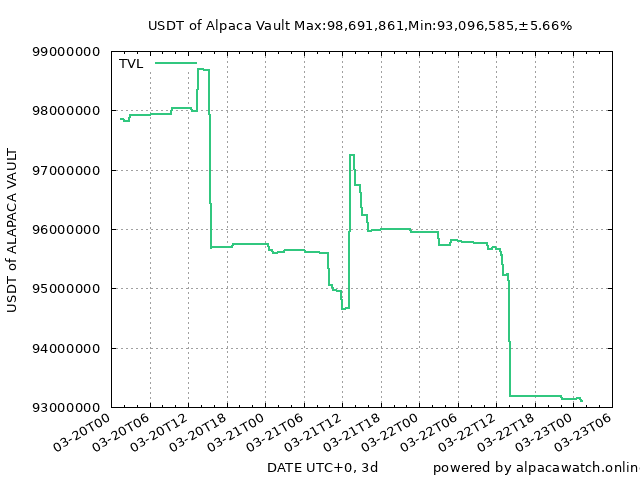 USDT of Alpaca Vault Max:98,691,861,Min:93,096,585,±5.66%
TVL
99000000
98000000
97000000
96000000
95000000
94000000
93000000
USDT of ALAPACA VAULT
03-20T00
03-20T06
03-20T12
03-20T18
03-21T00
03-21T06
03-21T12
03-21T18
03-22T00
03-22T06
03-22T12
03-22T18
03-23T00
03-23T06
DATE UTC+0, 3d
powered by alpacawatch.onlin